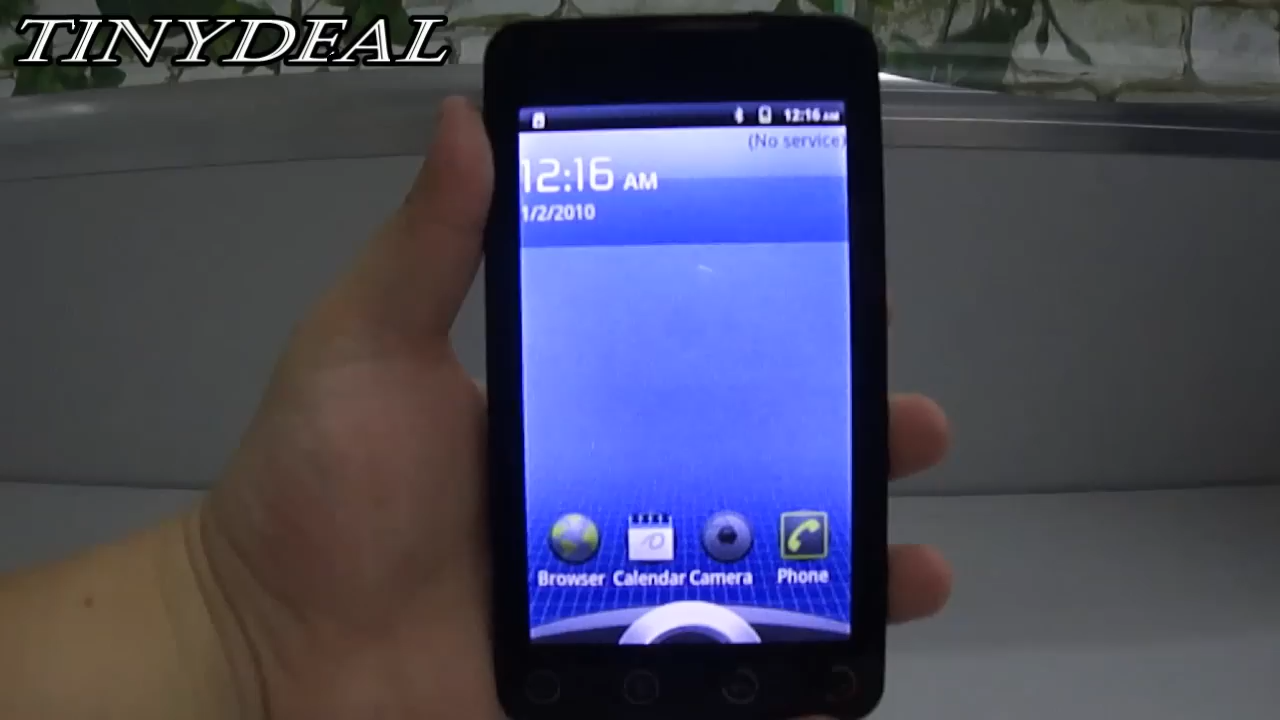 TINYDEAL
12:16 AM
(No service)
12:16 AM
1/2/2010
Browser Calendar Camera Phone